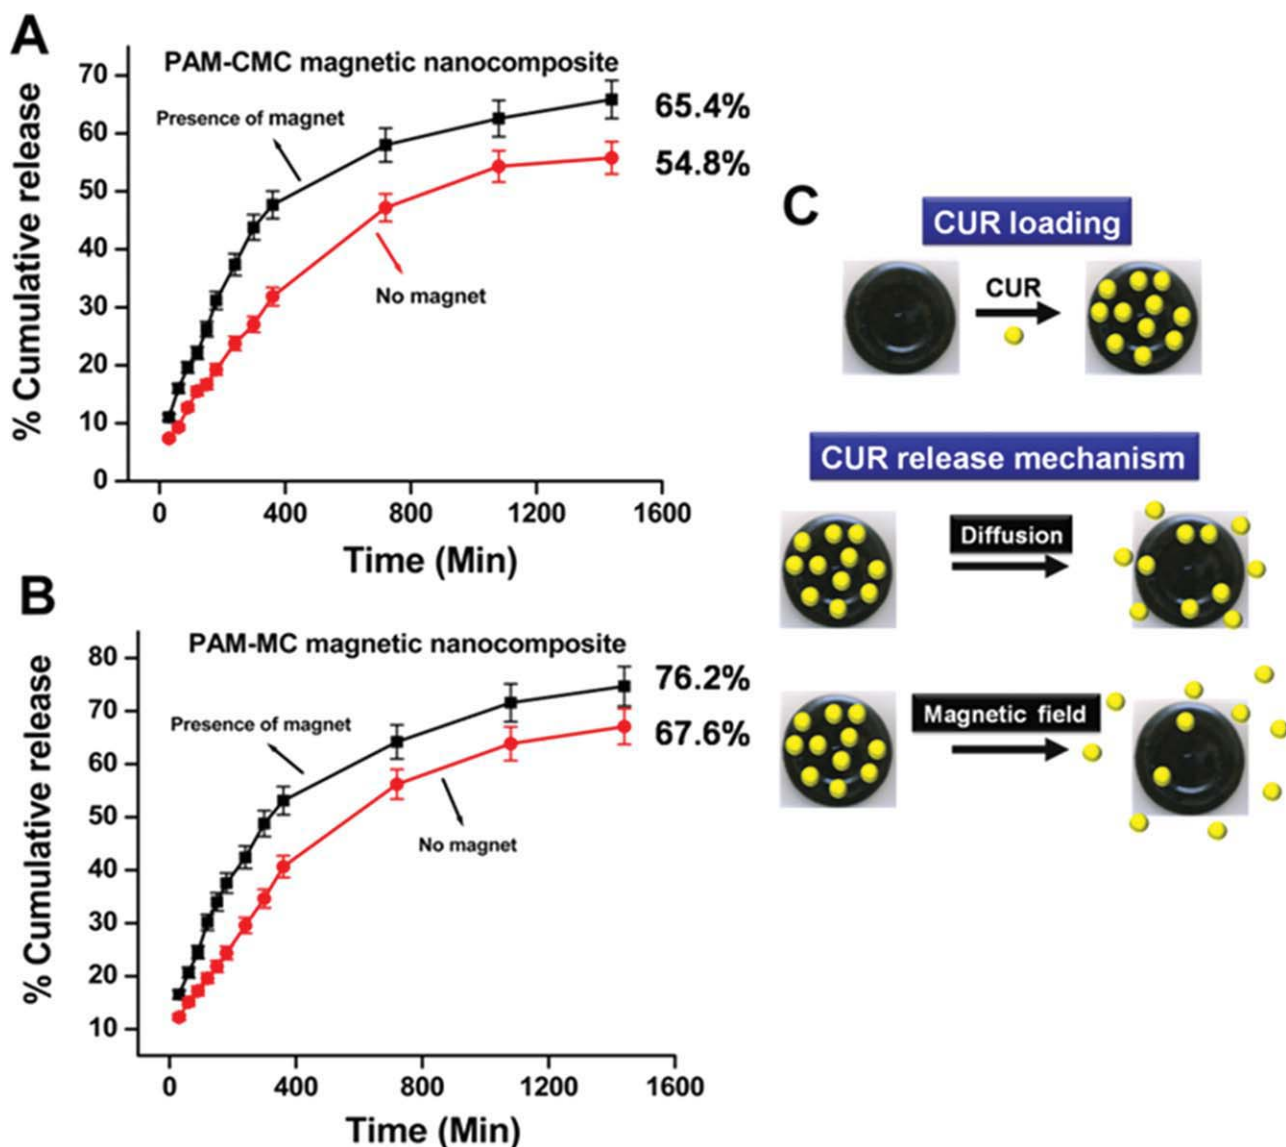 A
PAM-CMC magnetic nanocomposite
Presence of magnet
No magnet
65.4%
54.8%
% Cumulative release
70
60
50
40
30
20
10
0
0 400 800 1200 1600
Time (Min)
B
PAM-MC magnetic nanocomposite
Presence of magnet
No magnet
76.2%
67.6%
% Cumulative release
80
70
60
50
40
30
20
10
0 400 800 1200 1600
Time (Min)
C
CUR loading
CUR
CUR release mechanism
Diffusion
Magnetic field